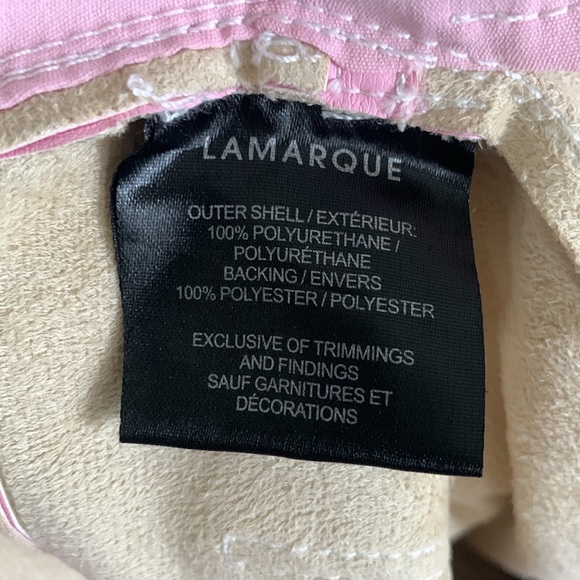 LAMARQUE
OUTER SHELL / EXTÉRIEUR:
100% POLYURETHANE /
POLYURÉTHANE
BACKING / ENVERS
100% POLYESTER / POLYESTER
EXCLUSIVE OF TRIMMINGS
AND FINDINGS
SAUF GARNITURES ET
DÉCORATIONS